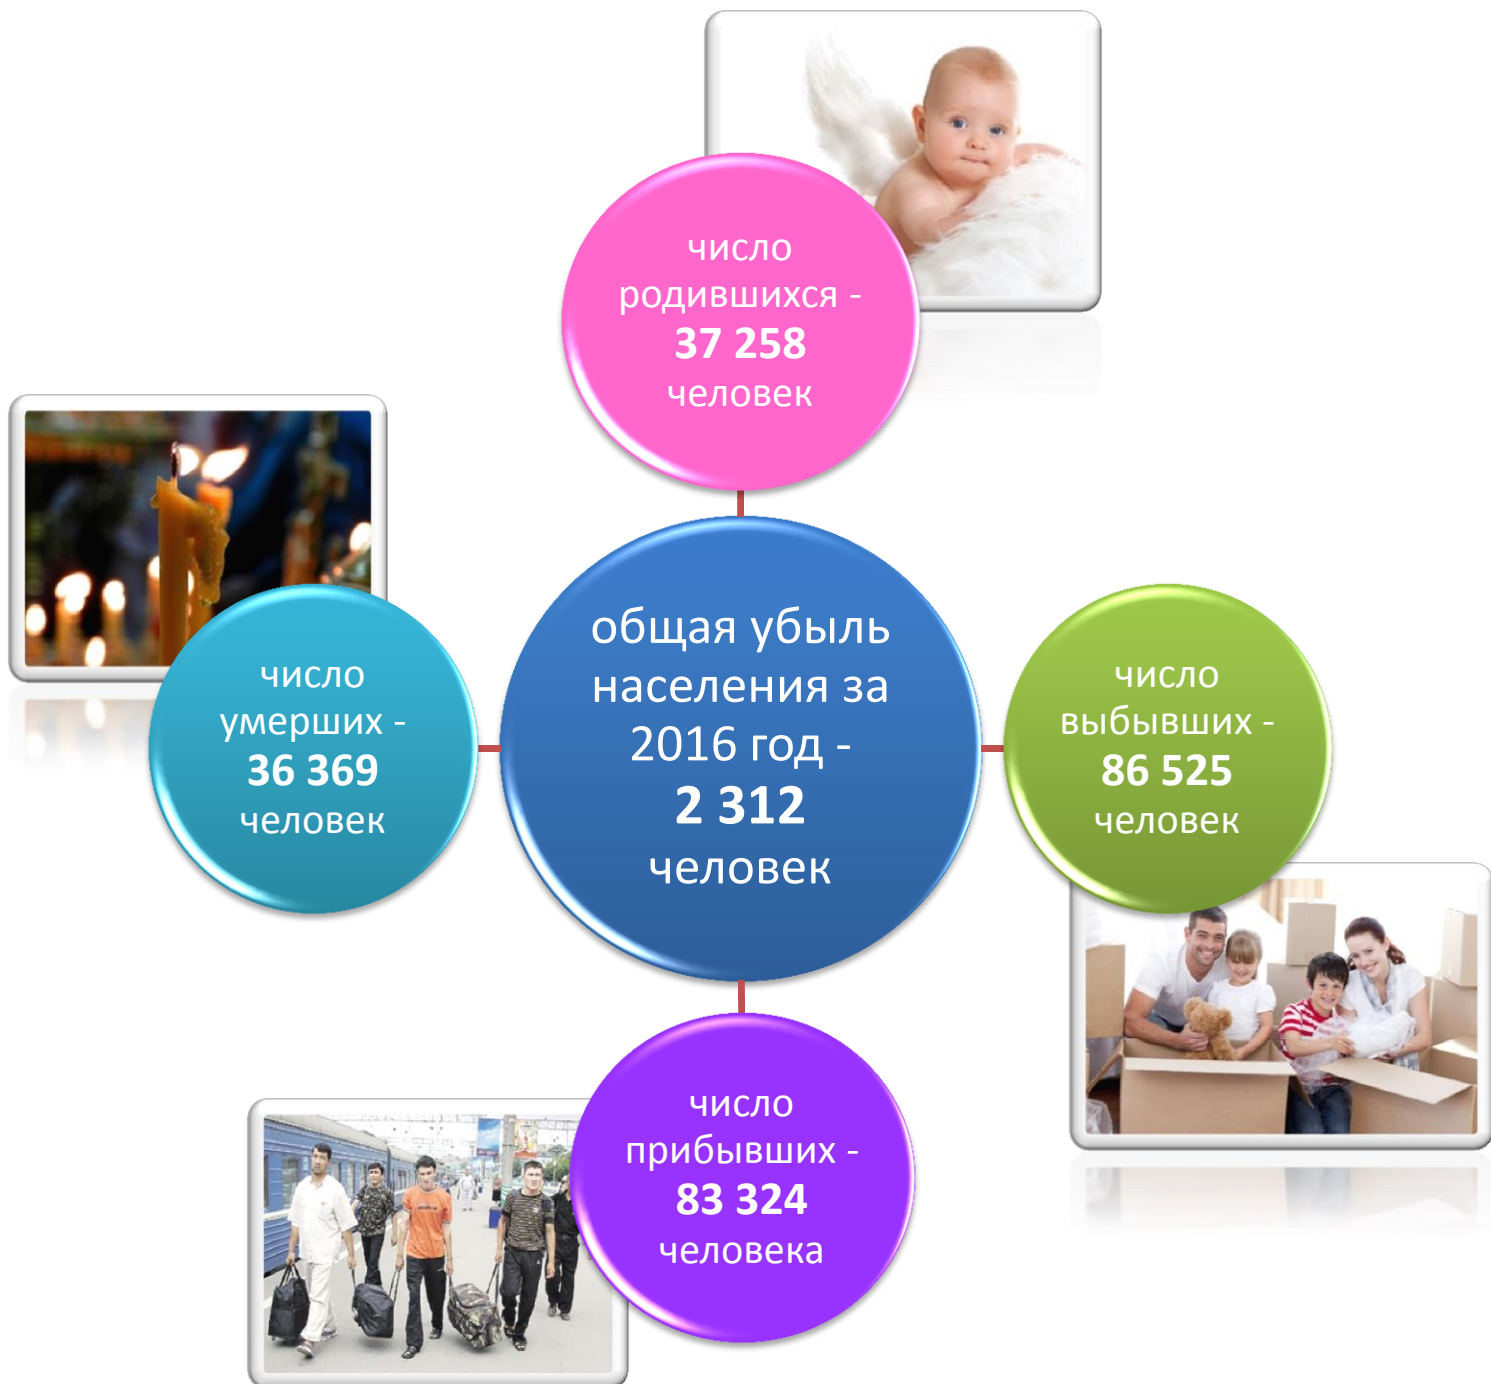 число
родившихся -
37 258
человек
число
умерших -
36 369
человек
общая убыль
населения за
2016 год -
2 312
человек
число
выбывших -
86 525
человек
число
прибывших -
83 324
человека